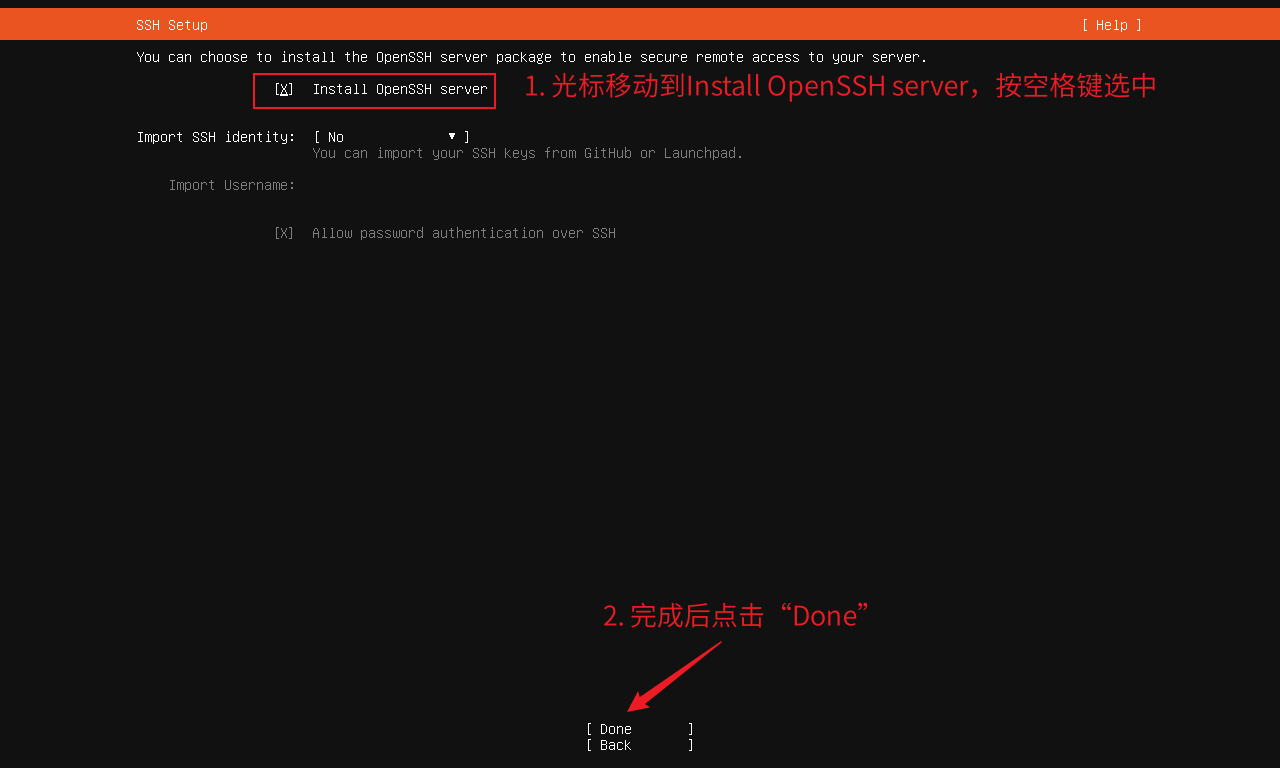 SSH Setup [ Help ]
You can choose to install the OpenSSH server package to enable secure remote access to your server.
[X] Install OpenSSH server
1. 光标移动到Install OpenSSH server，按空格键选中
Import SSH identity: [ No ▾ ]
You can import your SSH keys from GitHub or Launchpad.
Import Username:
[X] Allow password authentication over SSH
2. 完成后点击“Done”
[ Done ]
[ Back ]